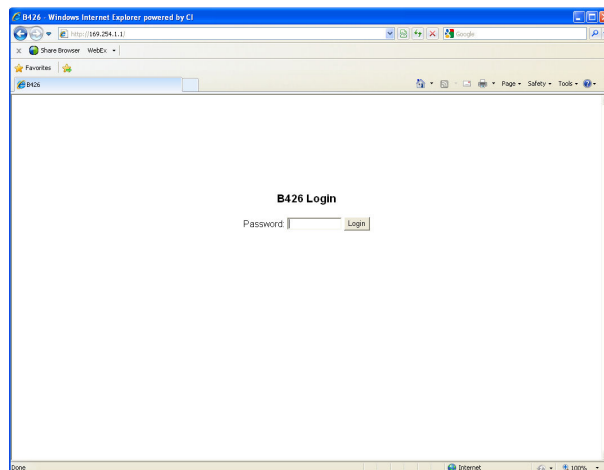 B426 - Windows Internet Explorer powered by CI
http://169.254.1.1/
Google
x Share Browser WebEx
Favorites
B426
Page Safety Tools
B426 Login
Password: Login
Done Internet 100%